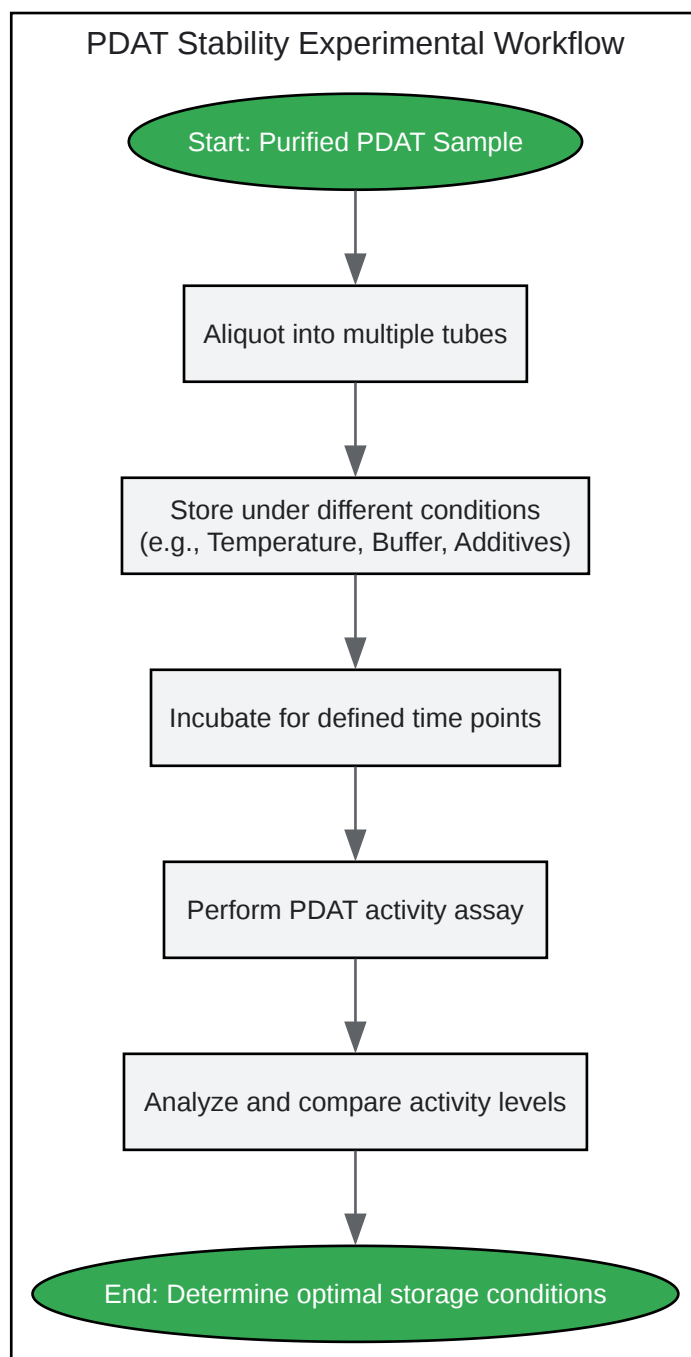 PDAT Stability Experimental Workflow
Start: Purified PDAT Sample
Aliquot into multiple tubes
Store under different conditions
(e.g., Temperature, Buffer, Additives)
Incubate for defined time points
Perform PDAT activity assay
Analyze and compare activity levels
End: Determine optimal storage conditions